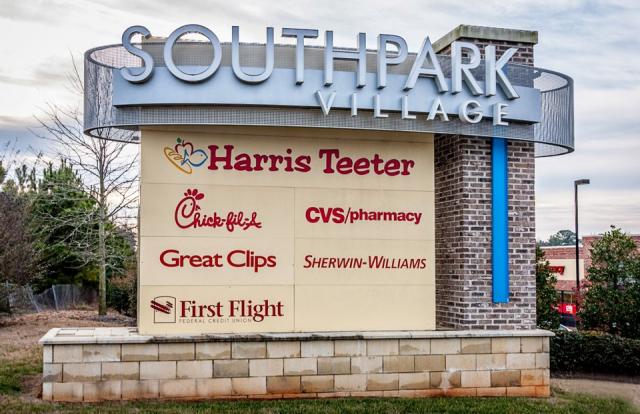 SOUTHPARK
VILLAGE
Harris Teeter
Chick-fil-A
CVS/pharmacy
Great Clips
SHERWIN-WILLIAMS
First Flight
FEDERAL CREDIT UNION